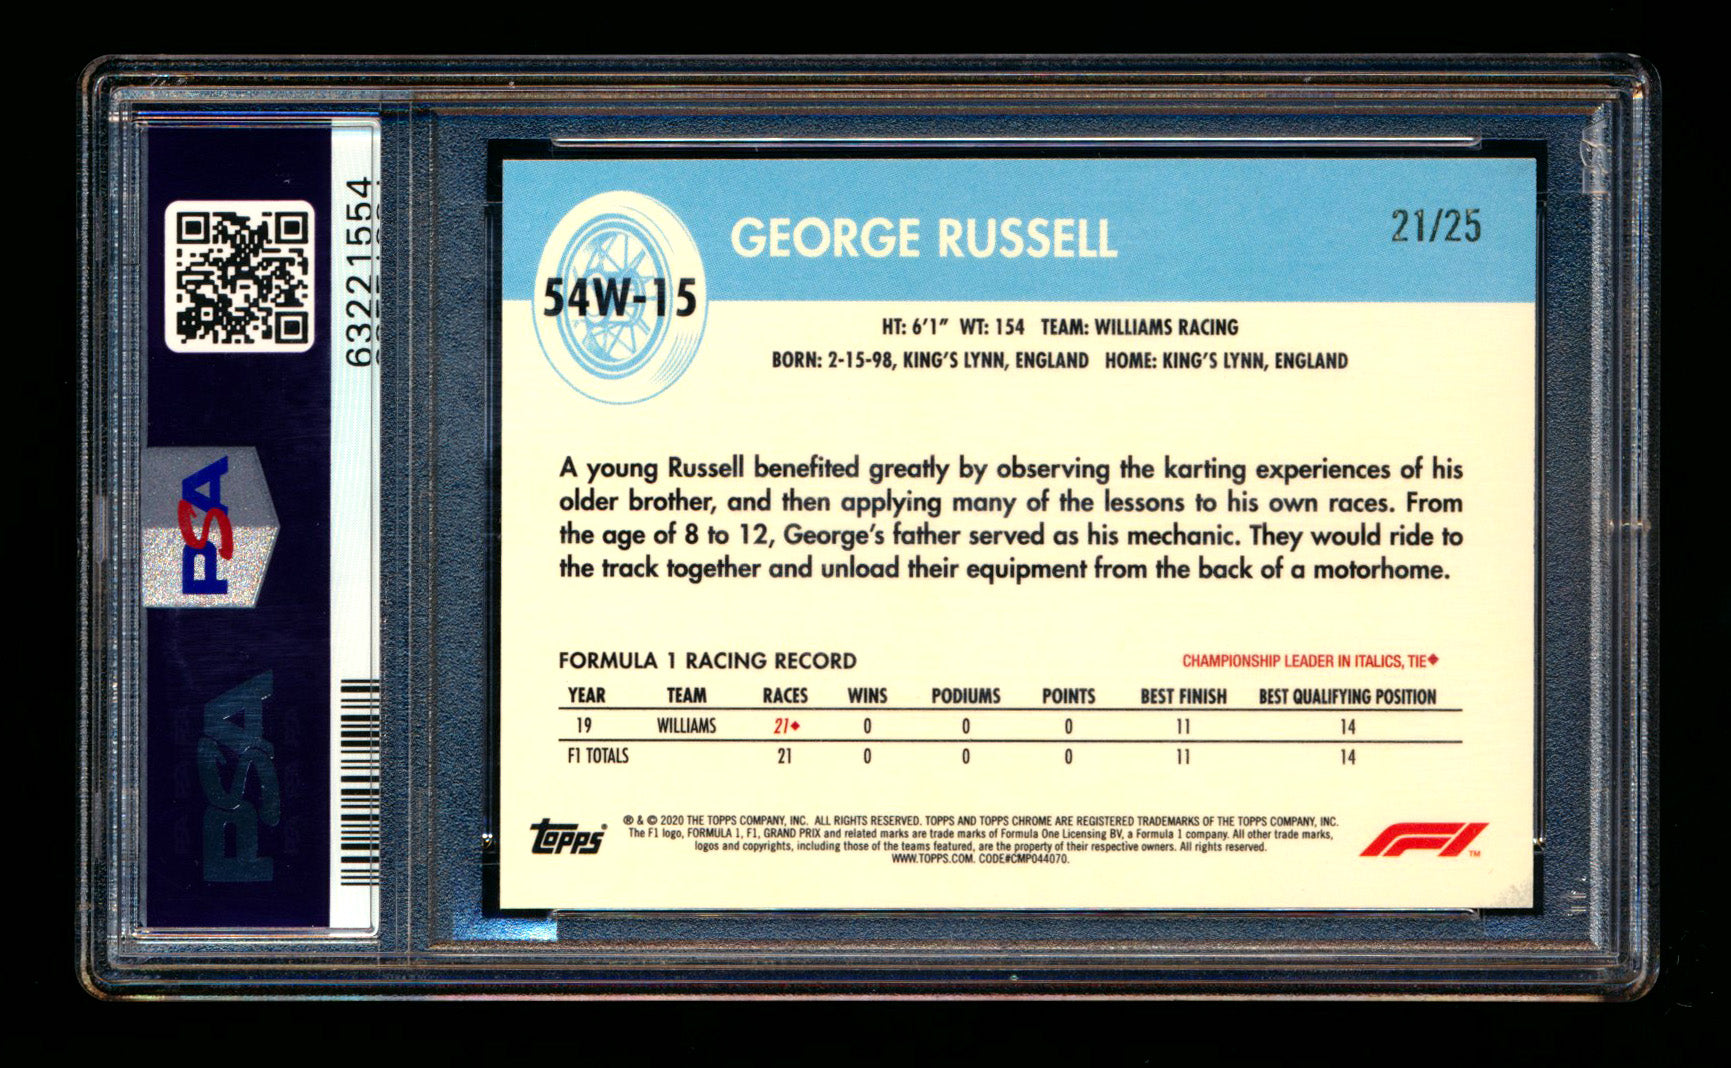 63221554
PSA
PSA
GEORGE RUSSELL
21/25
54W-15
HT: 6'1" WT: 154 TEAM: WILLIAMS RACING
BORN: 2-15-98, KING'S LYNN, ENGLAND HOME: KING'S LYNN, ENGLAND
A young Russell benefited greatly by observing the karting experiences of his
older brother, and then applying many of the lessons to his own races. From
the age of 8 to 12, George's father served as his mechanic. They would ride to
the track together and unload their equipment from the back of a motorhome.
FORMULA 1 RACING RECORD
CHAMPIONSHIP LEADER IN ITALICS, TIE♦
YEAR TEAM RACES WINS PODIUMS POINTS BEST FINISH BEST QUALIFYING POSITION
19 WILLIAMS 21♦ 0 0 0 11 14
F1 TOTALS 21 0 0 0 11 14
topps®
® & © 2020 THE TOPPS COMPANY, INC. ALL RIGHTS RESERVED. TOPPS AND TOPPS CHROME ARE REGISTERED TRADEMARKS OF THE TOPPS COMPANY, INC.
The F1 logo, FORMULA 1, F1, GRAND PRIX and related marks are trade marks of Formula One Licensing BV, a Formula 1 company. All other trade marks,
logos and copyrights, including those of the teams featured, are the property of their respective owners. All rights reserved.
WWW.TOPPS.COM. CODE#CMP044070.
F1™